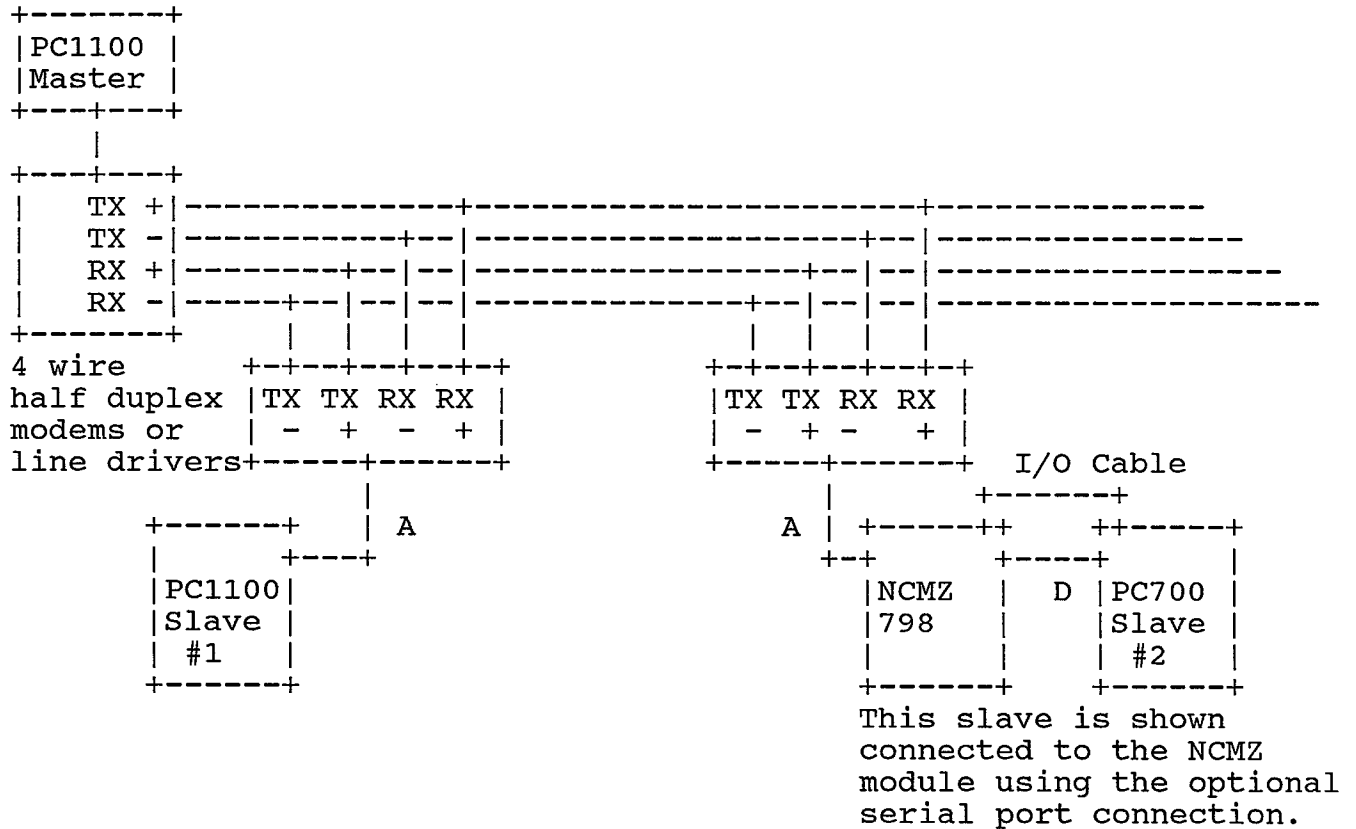 PC1100
Master
TX +
TX -
RX +
RX -
4 wire
half duplex
modems or
line drivers
TX TX RX RX
- + - +
TX TX RX RX
- + - +
I/O Cable
A
A
PC1100
Slave
#1
NCMZ
798
D
PC700
Slave
#2
This slave is shown
connected to the NCMZ
module using the optional
serial port connection.